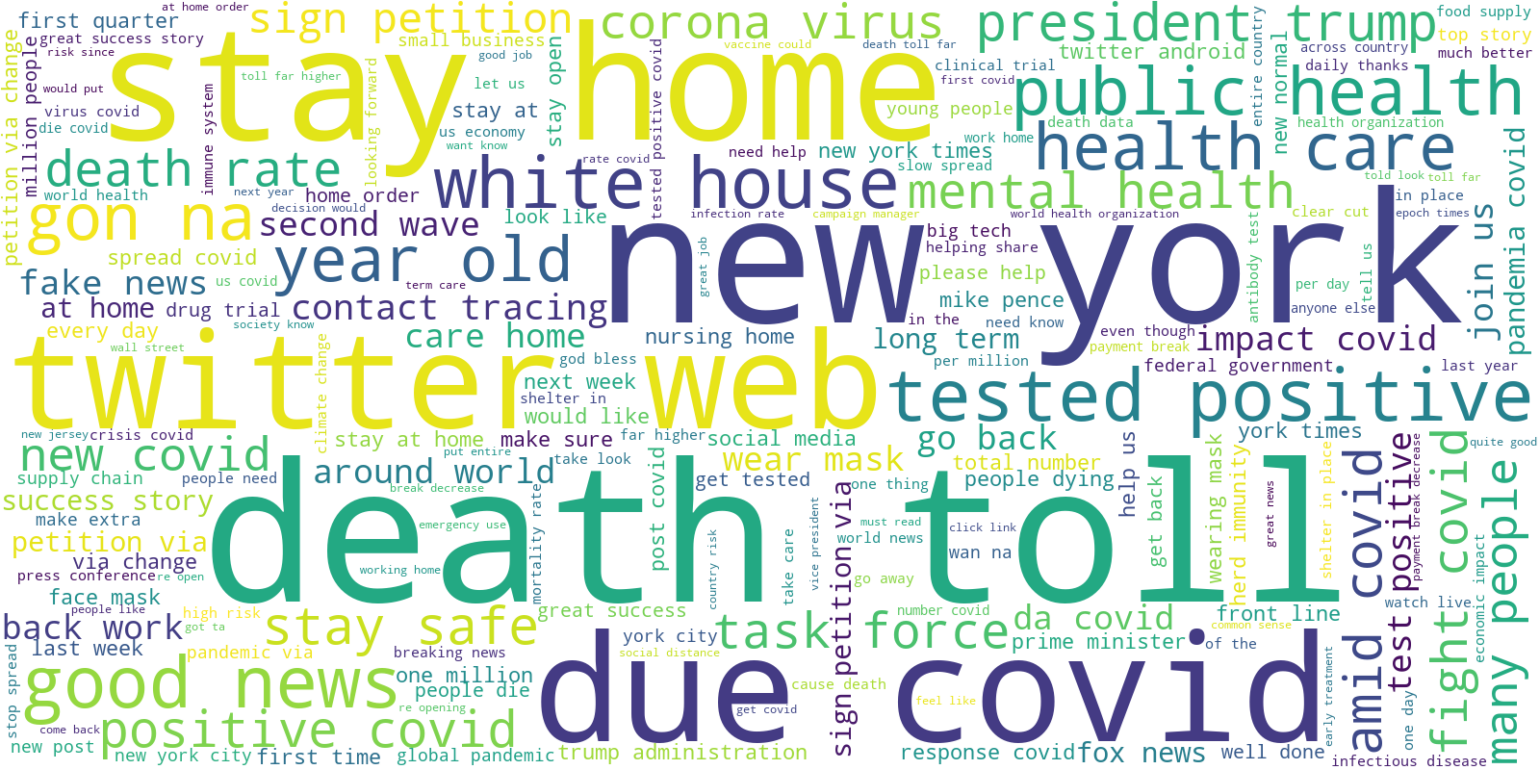 at home order
first quarter
sign petition
corona virus
president trump
food supply
great success story
small business
vaccine could
death toll far
twitter android
across country
top story
risk since
good job
clinical trial
daily thanks
much better
petition via change
million people
stay home
toll far higher
looking forward
let us
stay open
tested positive covid
first covid
entire country
new normal
would put
virus covid
stay at
young people
public health
die covid
immune system
us economy
want know
death data
health organization
work home
death rate
rate covid
need help
new york times
health care
slow spread
told look
toll far
world health
next year
home order
white house
mental health
in place
pandemia covid
gon na
decision would
second wave
look like
infection rate
campaign manager
world health organization
clear cut
epoch times
join us
big tech
helping share
spread covid
year old
new york
great job
antibody test
tell us
fake news
us covid
term care
please help
per day
at home
drug trial
contact tracing
mike pence
anyone else
in the
need know
every day
society know
care home
nursing home
long term
even though
payment break
impact covid
wall street
climate change
god bless
per million
federal government
last year
twitter web
next week
shelter in
would like
tested positive
new jersey
crisis covid
stay at home
make sure
far higher
social media
go back
york times
quite good
new covid
put entire
take look
wear mask
total number
supply chain
people need
around world
get tested
one thing
people dying
help us
success story
break decrease
post covid
sign petition via
must read
click link
get back
wearing mask
herd immunity
great news
shelter in place
amid covid
test positive
payment break decrease
fight covid
many people
make extra
emergency use
mortality rate
vice president
world news
wan na
petition via
death toll
via change
press conference
re open
working home
country risk
take care
go away
economic impact
face mask
people like
high risk
great success
number covid
front line
watch live
back work
got ta
stay safe
task force
da covid
common sense
last week
pandemic via
breaking news
york city
social distance
prime minister
of the
stop spread
good news
one million
people die
due covid
cause death
early treatment
one day
re opening
get covid
feel like
come back
positive covid
new post
new york city
first time
global pandemic
trump administration
response covid
fox news
well done
infectious disease